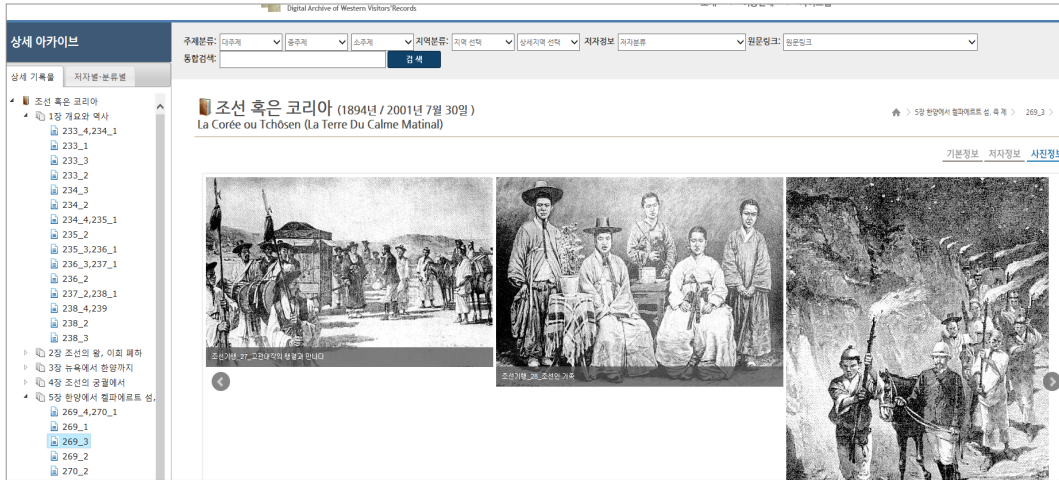 Digital Archive of Western Visitors'Records
상세 아카이브
주제분류: 대주제 중주제 소주제 지역분류: 지역 선택 상세지역 선택 저자정보 저자분류 원문링크: 원문링크
통합검색: 검색
상세 기록물 저자별·분류별
조선 혹은 코리아
1장 개요와 역사
233_4,234_1
233_1
233_3
233_2
234_3
234_2
234_4,235_1
235_2
235_3,236_1
236_3,237_1
236_2
237_2,238_1
238_4,239
238_2
238_3
2장 조선의 왕, 이희 폐하
3장 뉴욕에서 한양까지
4장 조선의 궁궐에서
5장 한양에서 켈파에르트 섬,
269_4,270_1
269_1
269_3
269_2
270_2
조선 혹은 코리아 (1894년 / 2001년 7월 30일 )
La Corée ou Tchösen (La Terre Du Calme Matinal)
> 5장 한양에서 켈파에르트 섬, 즉 제 > 269_3 >
기본정보 저자정보 사진정보
조선기행_27_고관대작의 행렬과 만나다
조선기행_28_조선인 가족